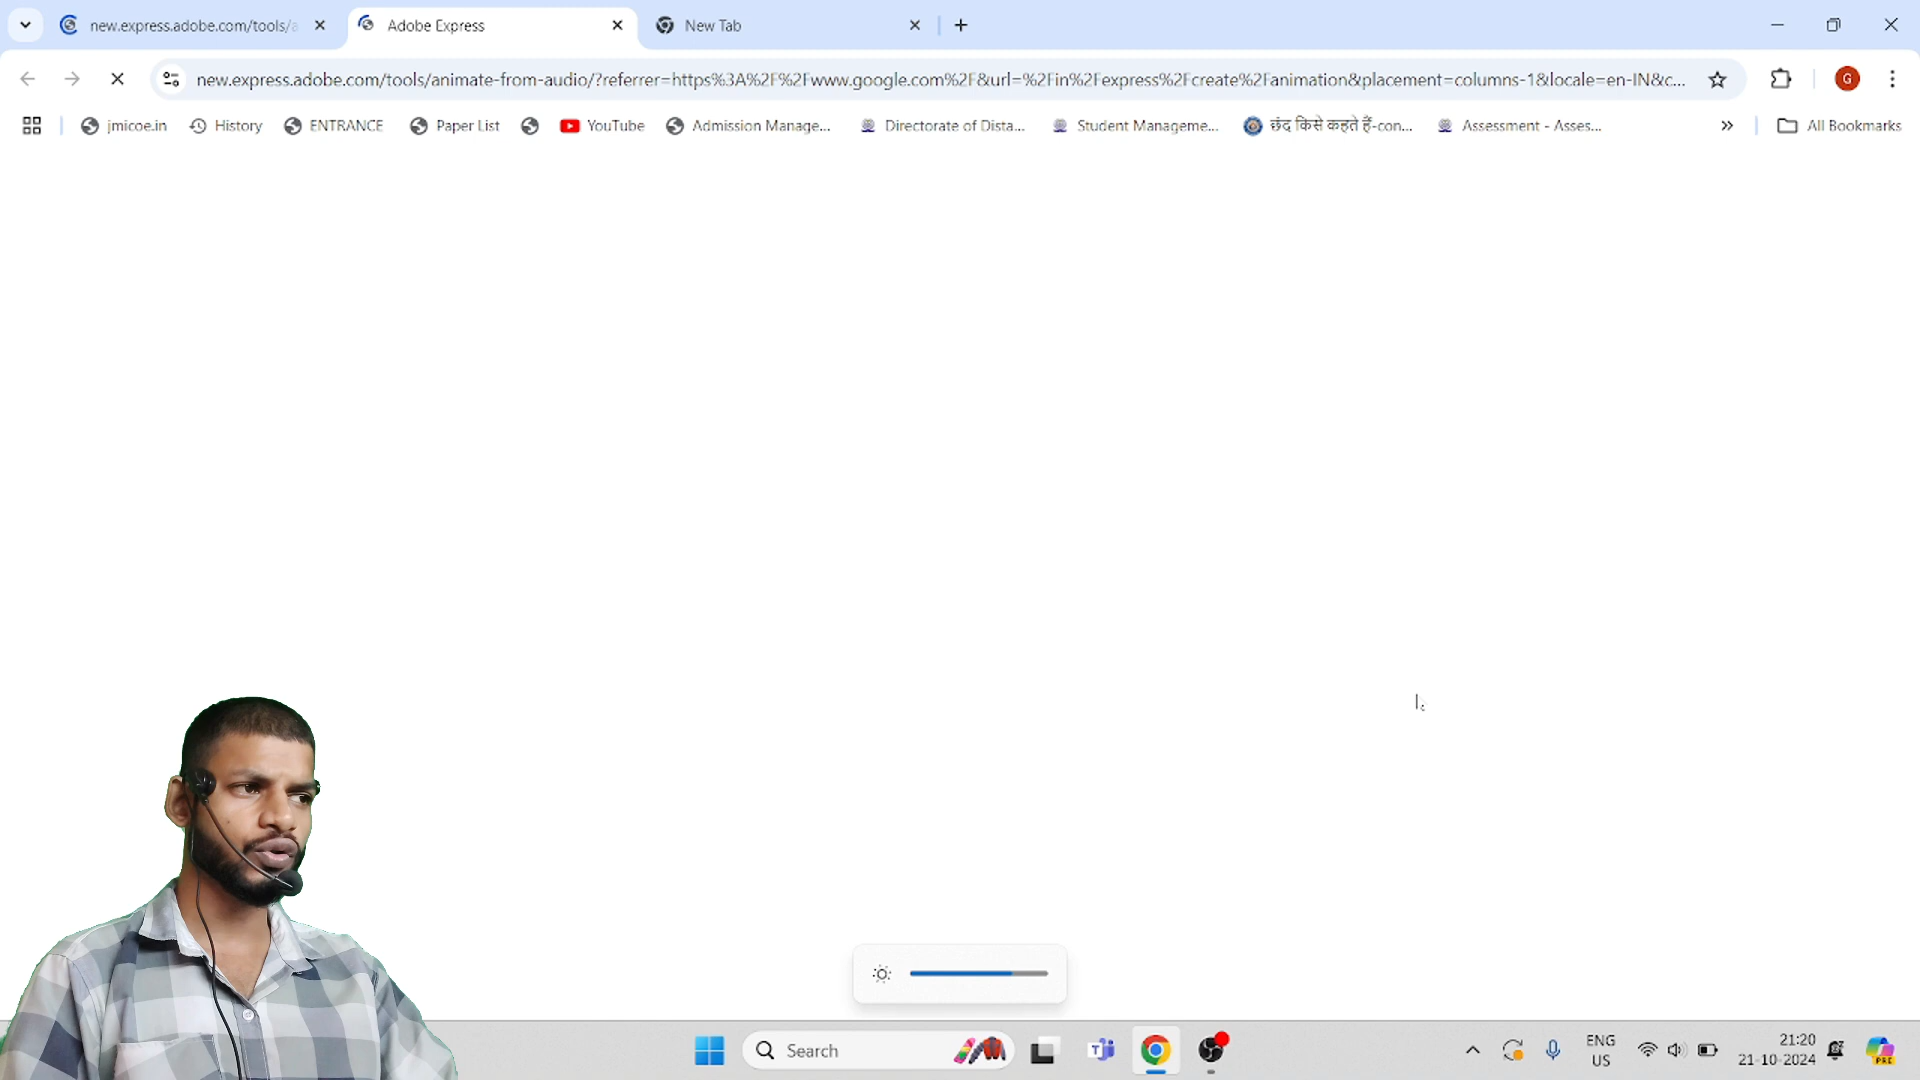 new.express.adobe.com/tools/a
Adobe Express
New Tab
new.express.adobe.com/tools/animate-from-audio/?referrer=https%3A%2F%2Fwww.google.com%2F&url=%2Fin%2Fexpress%2Fcreate%2Fanimation&placement=columns-1&locale=en-IN&c...
G
jmicoe.in
History
ENTRANCE
Paper List
YouTube
Admission Manage...
Directorate of Dista...
Student Manageme...
छंद किसे कहते हैं-con...
Assessment - Asses...
All Bookmarks
Search
ENG
US
21:20
21-10-2024
PRE